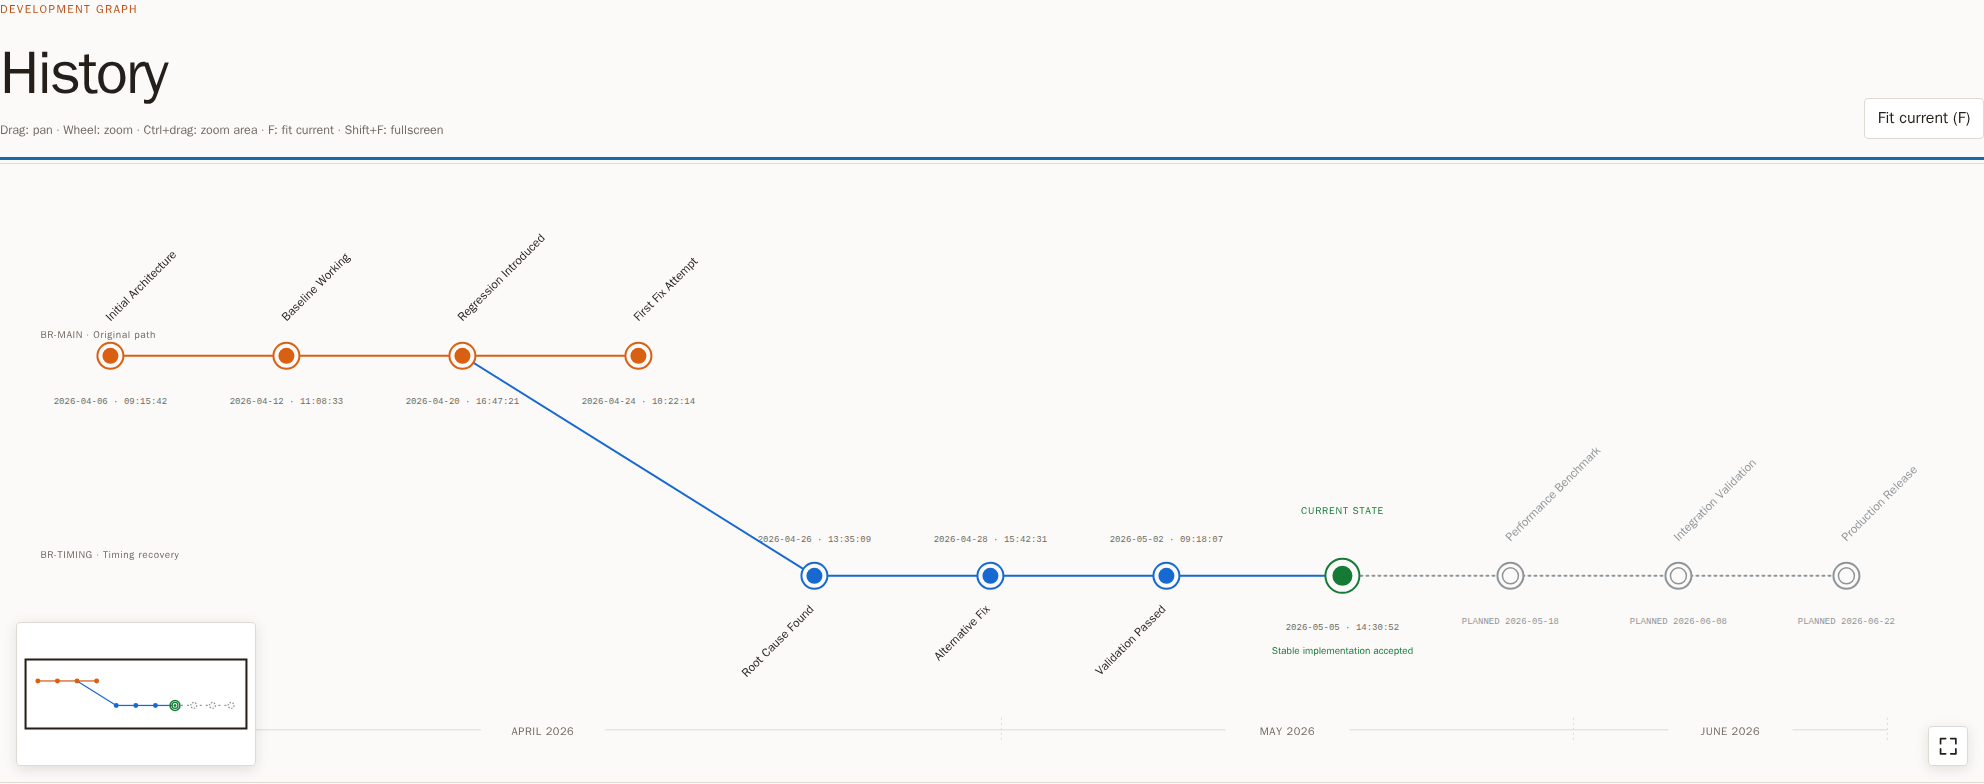 DEVELOPMENT GRAPH
History
Drag: pan · Wheel: zoom · Ctrl+drag: zoom area · F: fit current · Shift+F: fullscreen
Fit current (F)
Initial Architecture
Baseline Working
Regression Introduced
First Fix Attempt
BR-MAIN · Original path
2026-04-06 · 09:15:42
2026-04-12 · 11:08:33
2026-04-20 · 16:47:21
2026-04-24 · 10:22:14
Performance Benchmark
Integration Validation
Production Release
CURRENT STATE
2026-04-26 · 13:35:09
2026-04-28 · 15:42:31
2026-05-02 · 09:18:07
BR-TIMING · Timing recovery
Root Cause Found
Alternative Fix
Validation Passed
2026-05-05 · 14:30:52
Stable implementation accepted
PLANNED 2026-05-18
PLANNED 2026-06-08
PLANNED 2026-06-22
APRIL 2026
MAY 2026
JUNE 2026